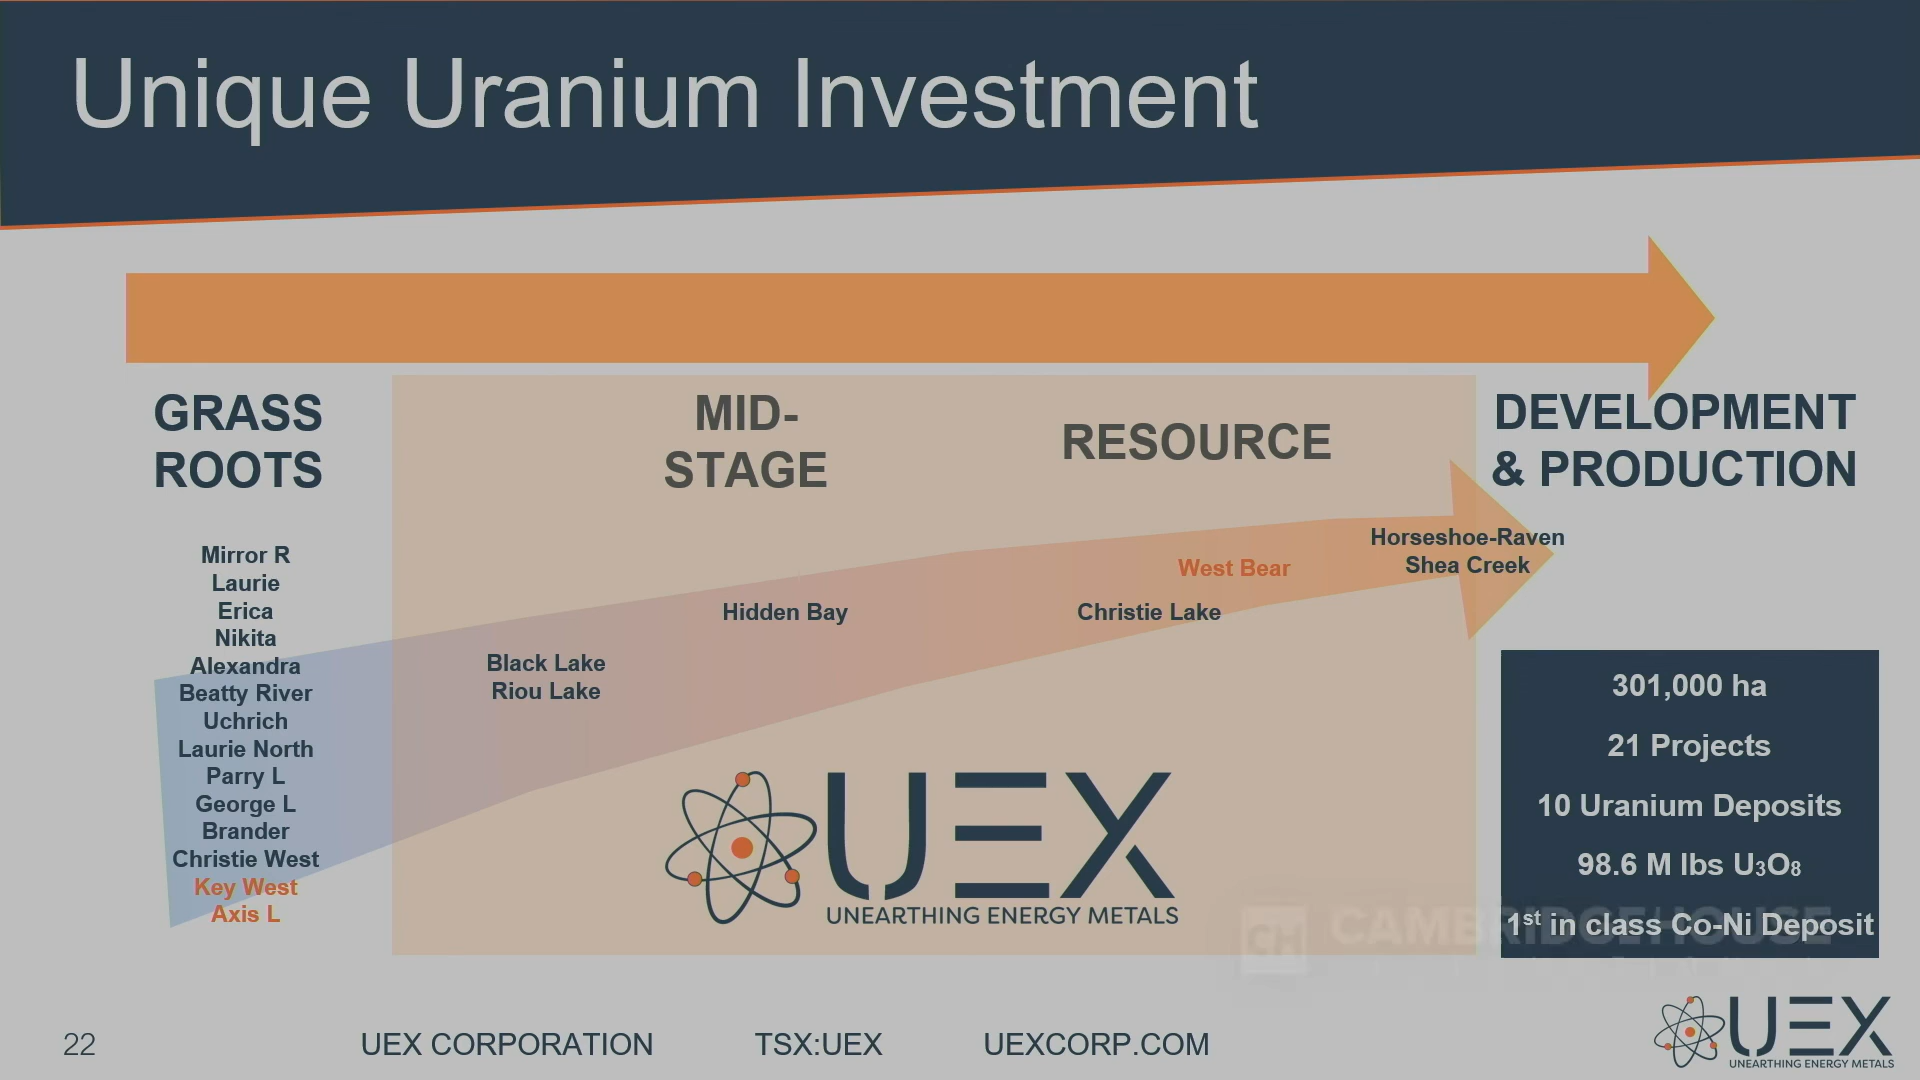 Unique Uranium Investment
GRASS
ROOTS
MID-
STAGE
RESOURCE
DEVELOPMENT
& PRODUCTION
Mirror R
Laurie
Erica
Nikita
Alexandra
Beatty River
Uchrich
Laurie North
Parry L
George L
Brander
Christie West
Key West
Axis L
Black Lake
Riou Lake
Hidden Bay
West Bear
Christie Lake
Horseshoe-Raven
Shea Creek
301,000 ha
21 Projects
10 Uranium Deposits
98.6 M lbs U₃O₈
1st in class Co-Ni Deposit
UEX
UNEARTHING ENERGY METALS
CH CAMBRIDGEHOUSE
22
UEX CORPORATION
TSX:UEX
UEXCORP.COM
UEX
UNEARTHING ENERGY METALS